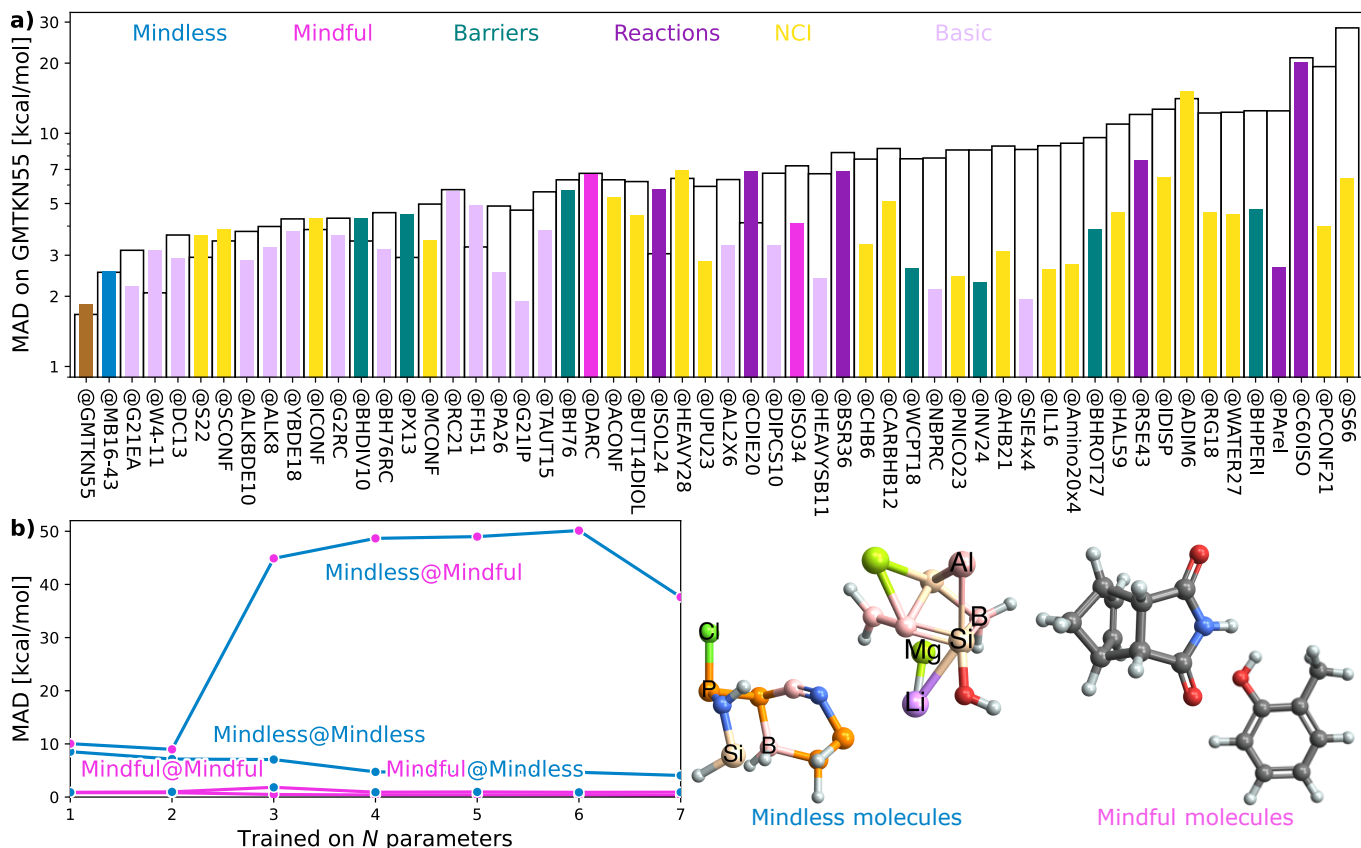 a)
Mindless Mindful Barriers Reactions NCI Basic
MAD on GMTKN55 [kcal/mol]
30
20
10
7
5
3
2
1
@GMTKN55
@MB16-43
@G21EA
@W4-11
@DC13
@S22
@SCONF
@ALKBDE10
@ALK8
@YBDE18
@ICONF
@G2RC
@BHDIV10
@BH76RC
@PX13
@MCONF
@RC21
@FH51
@PA26
@G21IP
@TAUT15
@BH76
@DARC
@ACONF
@BUT14DIOL
@ISOL24
@HEAVY28
@UPU23
@AL2X6
@CDIE20
@DIPCS10
@ISO34
@HEAVYSB11
@BSR36
@CHB6
@CARBHB12
@WCPT18
@NBPRC
@PNICO23
@INV24
@AHB21
@SIE4x4
@IL16
@Amino20x4
@BHROT27
@HAL59
@RSE43
@IDISP
@ADIM6
@RG18
@WATER27
@BHPERI
@PArel
@C60ISO
@PCONF21
@S66
b)
MAD [kcal/mol]
50
40
30
20
10
0
Mindless@Mindful
Mindless@Mindless
Mindful@Mindful
Mindful@Mindless
1 2 3 4 5 6 7
Trained on N parameters
Cl
P
Si
B
Al
B
Si
Mg
Li
Mindless molecules
Mindful molecules